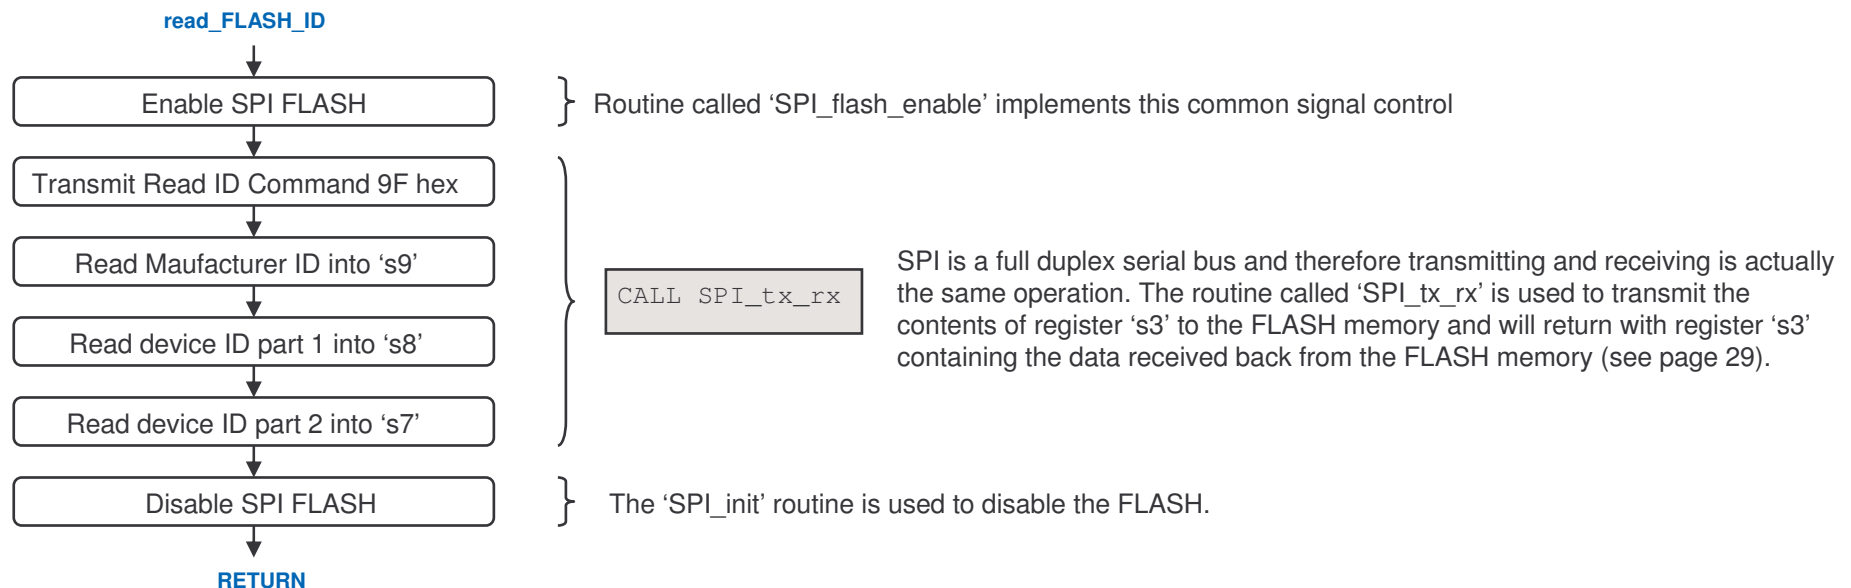 read_FLASH_ID
Enable SPI FLASH
Routine called ‘SPI_flash_enable’ implements this common signal control
Transmit Read ID Command 9F hex
Read Maufacturer ID into ‘s9’
Read device ID part 1 into ‘s8’
Read device ID part 2 into ‘s7’
CALL SPI_tx_rx
SPI is a full duplex serial bus and therefore transmitting and receiving is actually
the same operation. The routine called ‘SPI_tx_rx’ is used to transmit the
contents of register ‘s3’ to the FLASH memory and will return with register ‘s3’
containing the data received back from the FLASH memory (see page 29).
Disable SPI FLASH
The ‘SPI_init’ routine is used to disable the FLASH.
RETURN